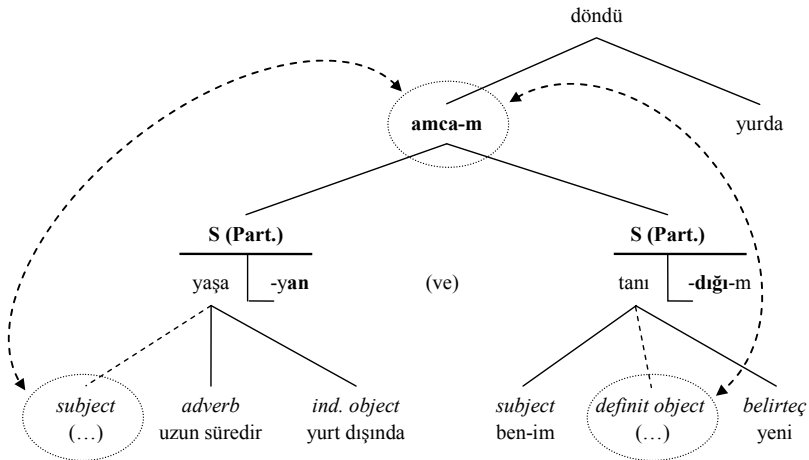 döndü
amca-m yurda
S (Part.) S (Part.)
yaşa -yan (ve) tanı -dığı-m
subject adverb ind. object subject definit object belirteç
(…) uzun süredir yurt dışında ben-im (…) yeni